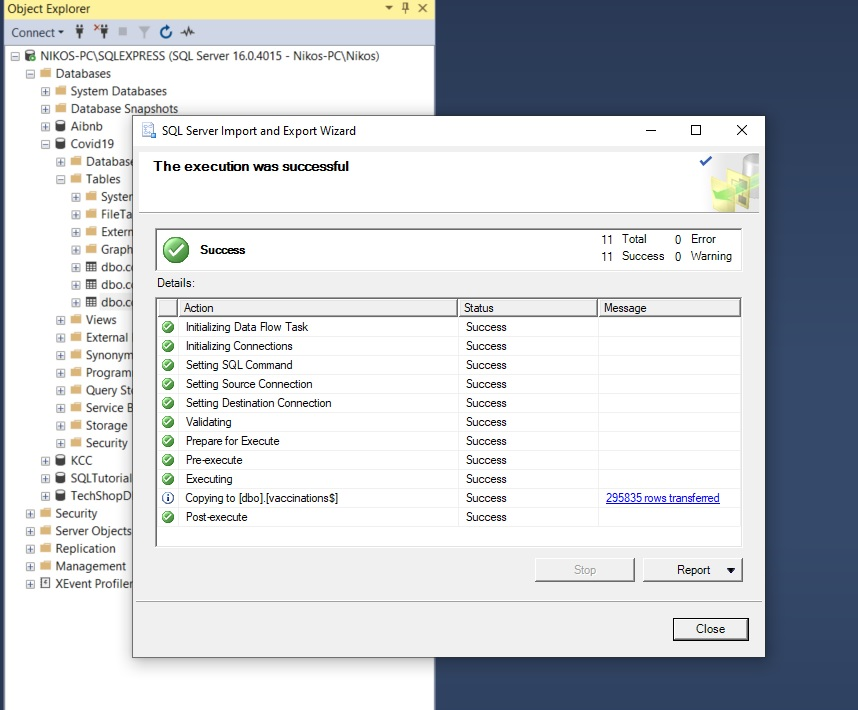 Object Explorer
Connect
NIKOS-PC\SQLEXPRESS (SQL Server 16.0.4015 - Nikos-PC\Nikos)
Databases
System Databases
Database Snapshots
Aibnb
Covid19
Database
Tables
System
FileTa
Extern
Graph
dbo.co
dbo.co
dbo.co
Views
External
Synonym
Program
Query Sto
Service B
Storage
Security
KCC
SQLTutorial
TechShopD
Security
Server Objects
Replication
Management
XEvent Profiler
SQL Server Import and Export Wizard
The execution was successful
Success
11 Total 0 Error
11 Success 0 Warning
Details:
Action Status Message
Initializing Data Flow Task Success
Initializing Connections Success
Setting SQL Command Success
Setting Source Connection Success
Setting Destination Connection Success
Validating Success
Prepare for Execute Success
Pre-execute Success
Executing Success
Copying to [dbo].[vaccinations$] Success 295835 rows transferred
Post-execute Success
Stop
Report
Close